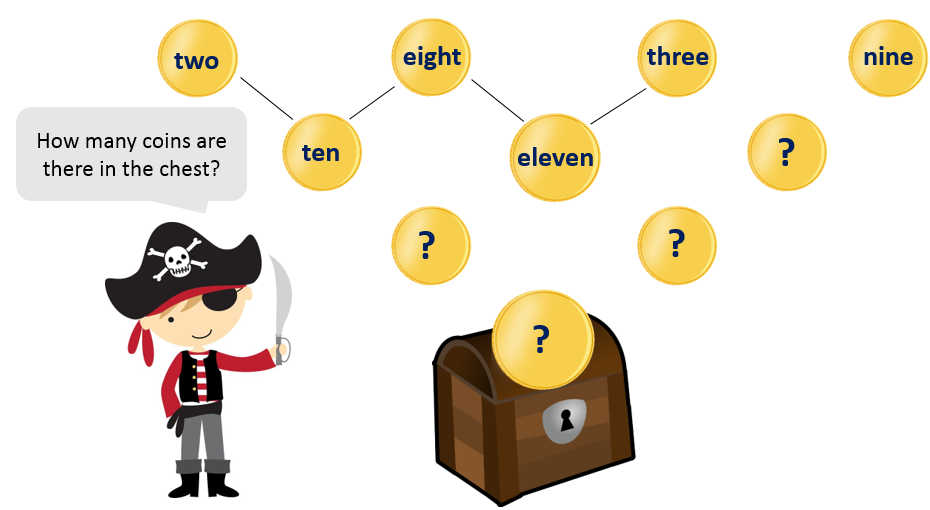 two
eight
three
nine
ten
eleven
?
How many coins are
there in the chest?
?
?
?